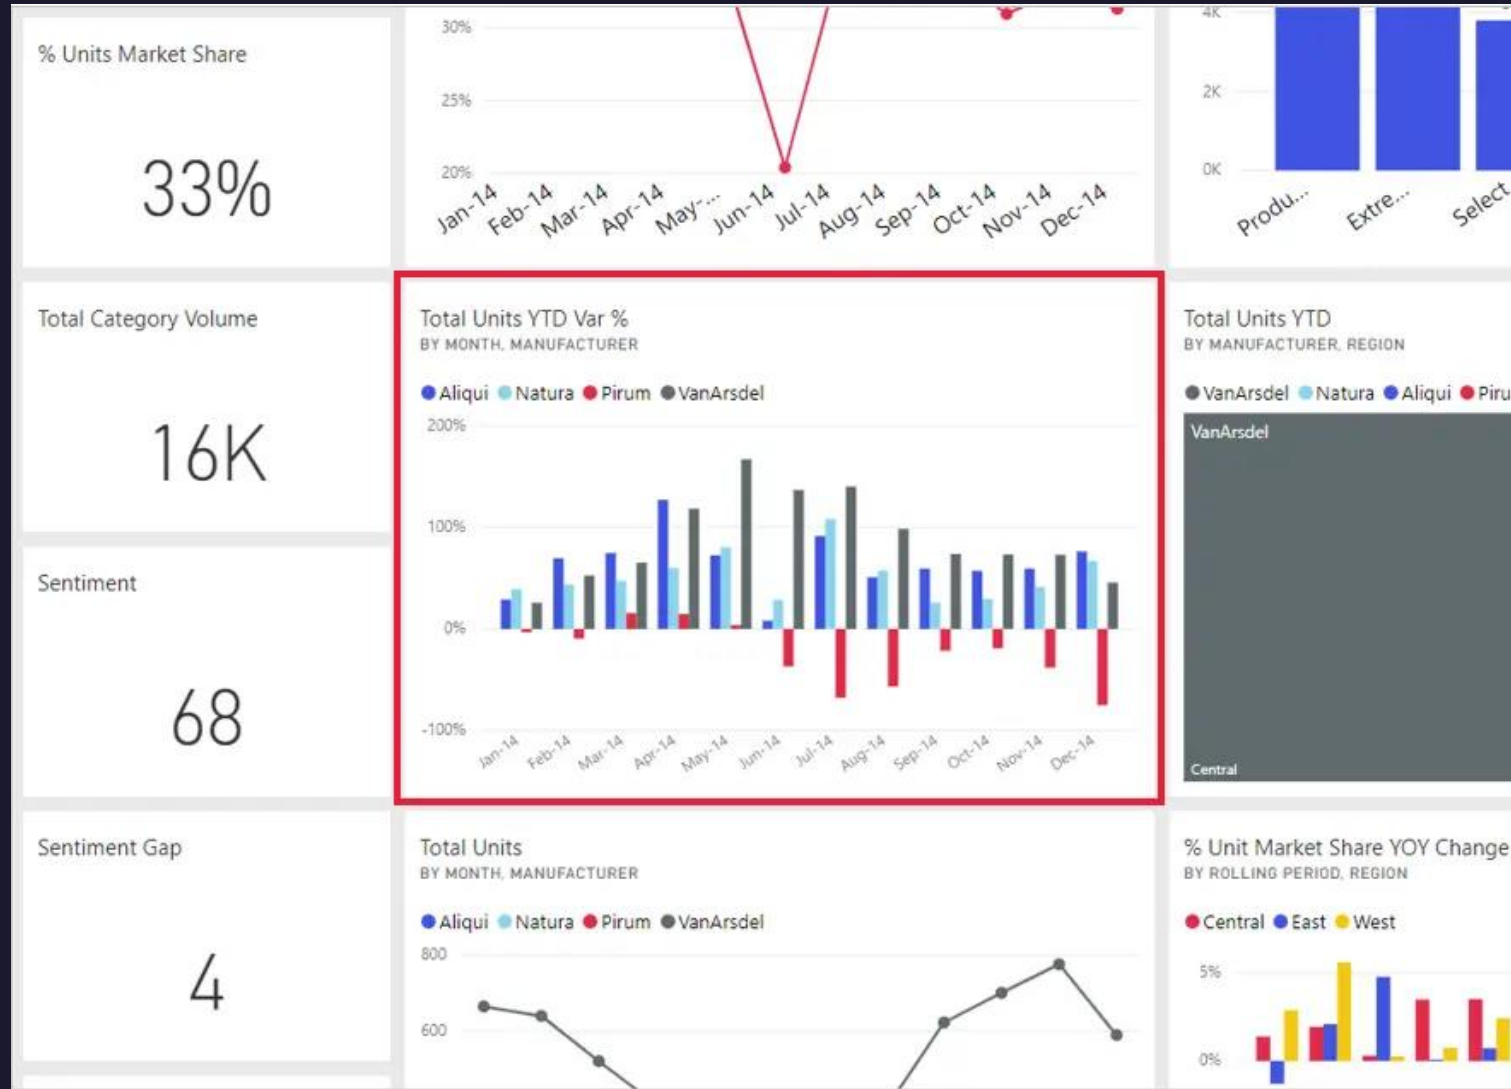 % Units Market Share
33%
30%
25%
20%
Jan-14 Feb-14 Mar-14 Apr-14 May-... Jun-14 Jul-14 Aug-14 Sep-14 Oct-14 Nov-14 Dec-14
4K
2K
0K
Produ... Extre... Select
Total Category Volume
16K
Sentiment
68
Total Units YTD Var %
BY MONTH, MANUFACTURER
Aliqui Natura Pirum VanArsdel
200%
100%
0%
-100%
Jan-14 Feb-14 Mar-14 Apr-14 May-14 Jun-14 Jul-14 Aug-14 Sep-14 Oct-14 Nov-14 Dec-14
Total Units YTD
BY MANUFACTURER, REGION
VanArsdel Natura Aliqui Piru
VanArsdel
Central
Sentiment Gap
4
Total Units
BY MONTH, MANUFACTURER
Aliqui Natura Pirum VanArsdel
800
600
% Unit Market Share YOY Change
BY ROLLING PERIOD, REGION
Central East West
5%
0%